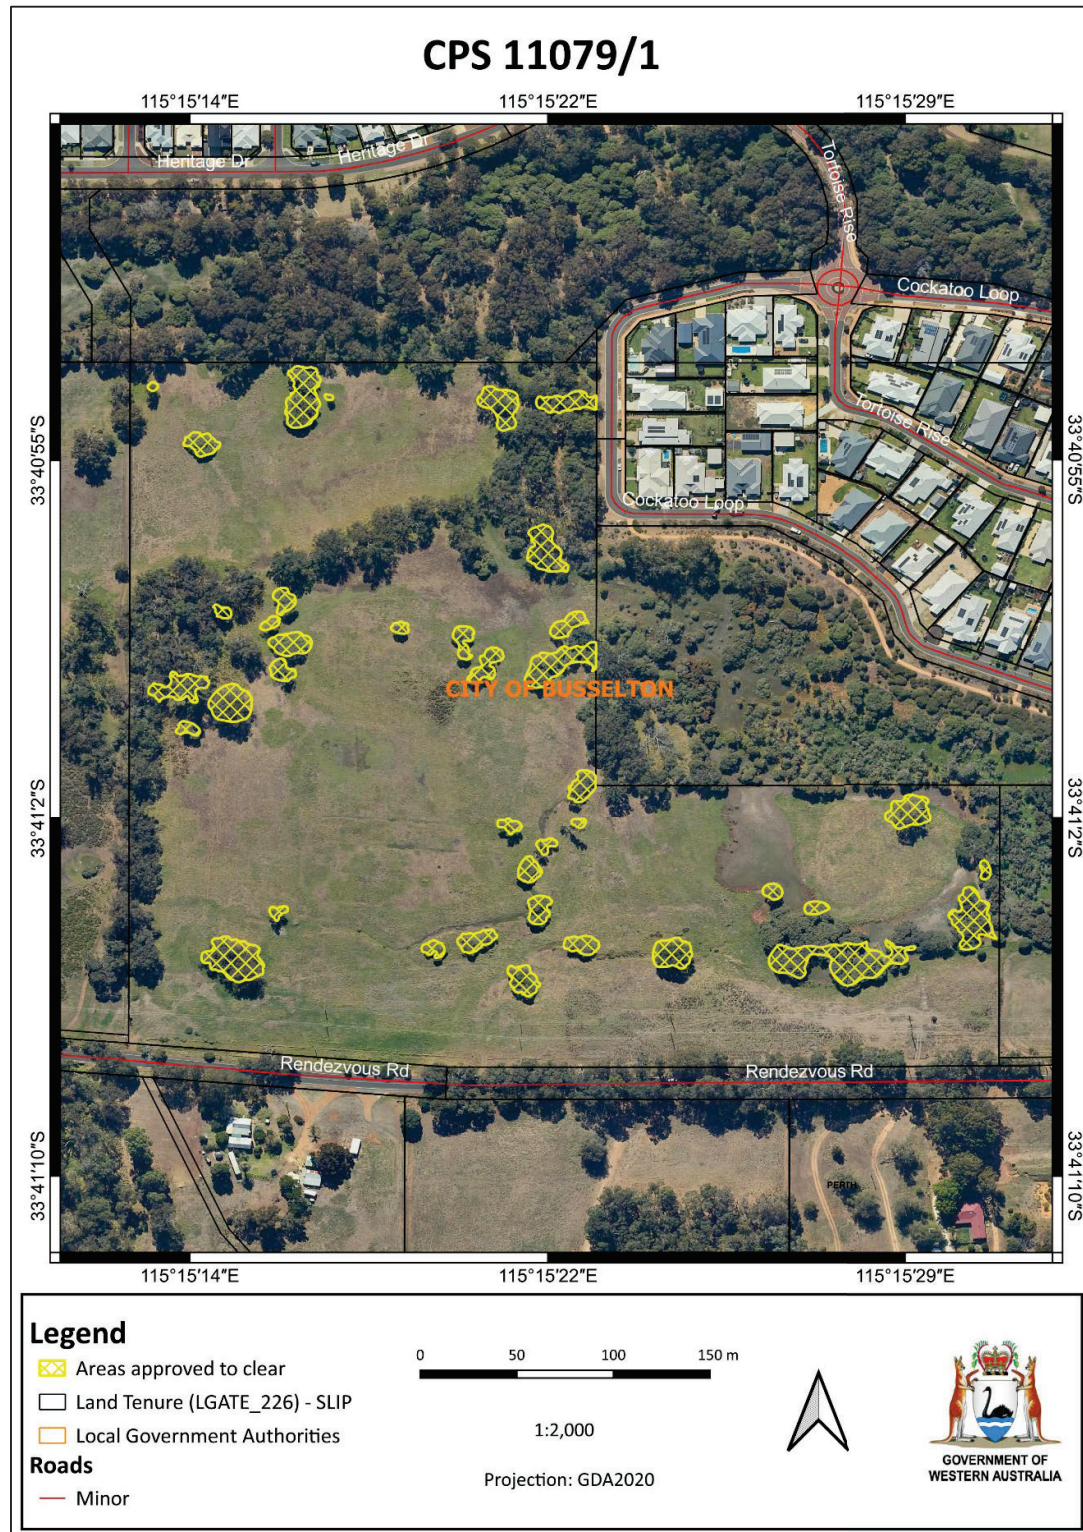 CPS 11079/1
115°15′14″E
115°15′22″E
115°15′29″E
Heritage Dr
Heritage Dr
Tortoise Rise
Cockatoo Loop
Tortoise Rise
33°40′55″S
33°40′55″S
Cockatoo Loop
CITY OF BUSSELTON
33°41′2″S
33°41′2″S
Rendezvous Rd
Rendezvous Rd
33°41′10″S
33°41′10″S
PERTH
115°15′14″E
115°15′22″E
115°15′29″E
Legend
Areas approved to clear
Land Tenure (LGATE_226) - SLIP
Local Government Authorities
Roads
Minor
0 50 100 150 m
1:2,000
Projection: GDA2020
GOVERNMENT OF
WESTERN AUSTRALIA